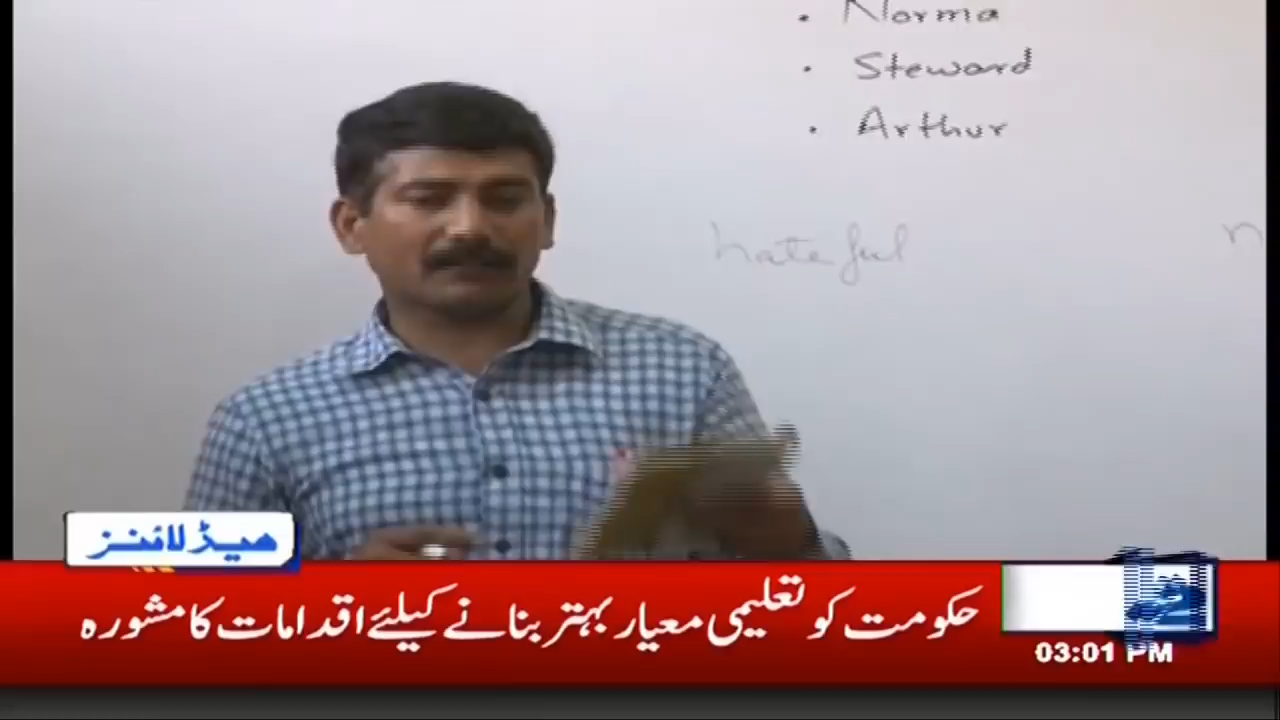 • Norma
• Steward
• Arthur
hateful
ہیڈلائنز
حکومت کو تعلیمی معیار بہتر بنانے کیلئے اقدامات کا مشورہ
03:01 PM